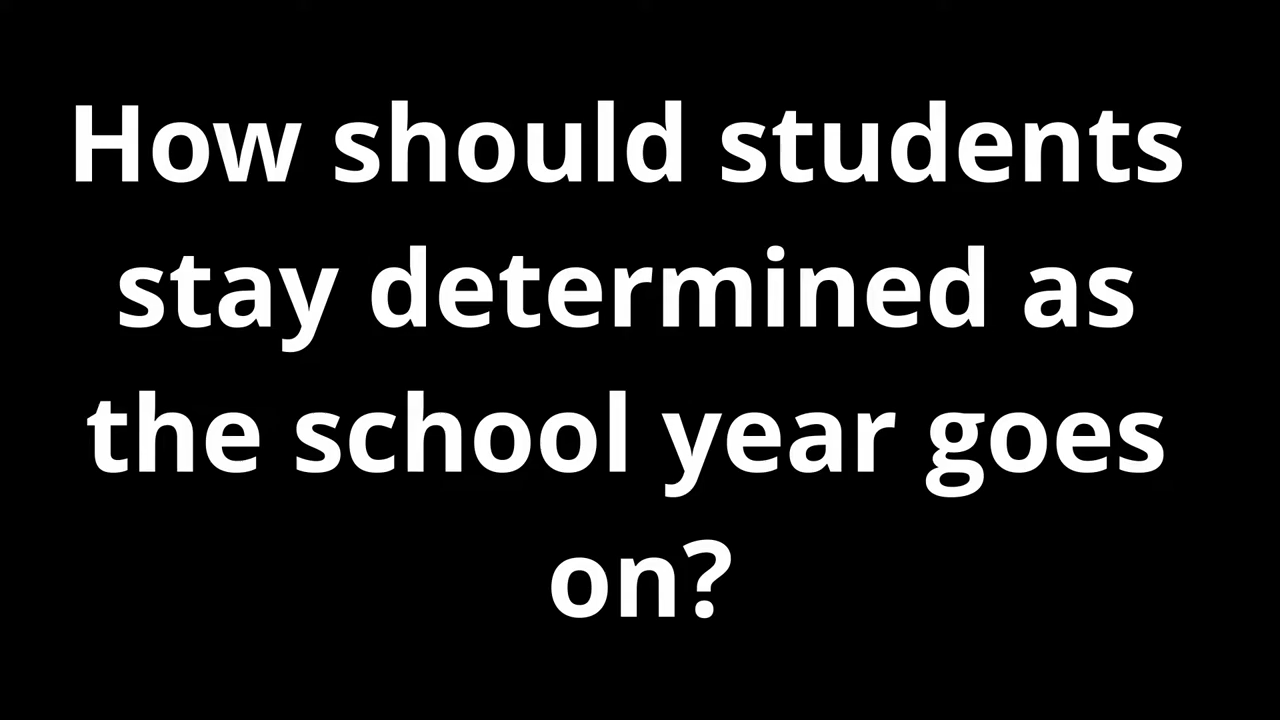 How should students
stay determined as
the school year goes
on?